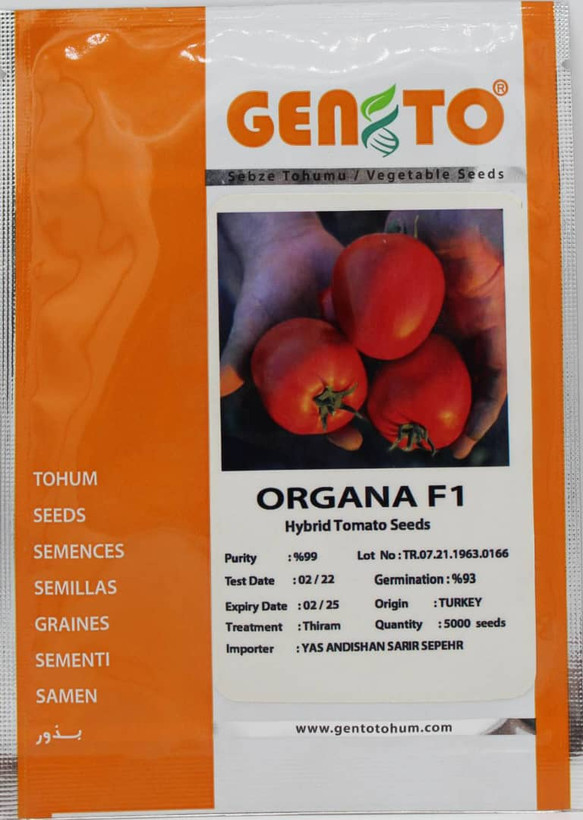 GENTO®
Sebze Tohumu / Vegetable Seeds
ORGANA F1
Hybrid Tomato Seeds
Purity : %99 Lot No : TR.07.21.1963.0166
Test Date : 02 / 22 Germination : %93
Expiry Date : 02 / 25 Origin : TURKEY
Treatment : Thiram Quantity : 5000 seeds
Importer : YAS ANDISHAN SARIR SEPEHR
www.gentotohum.com
TOHUM
SEEDS
SEMENCES
SEMILLAS
GRAINES
SEMENTI
SAMEN
بذور